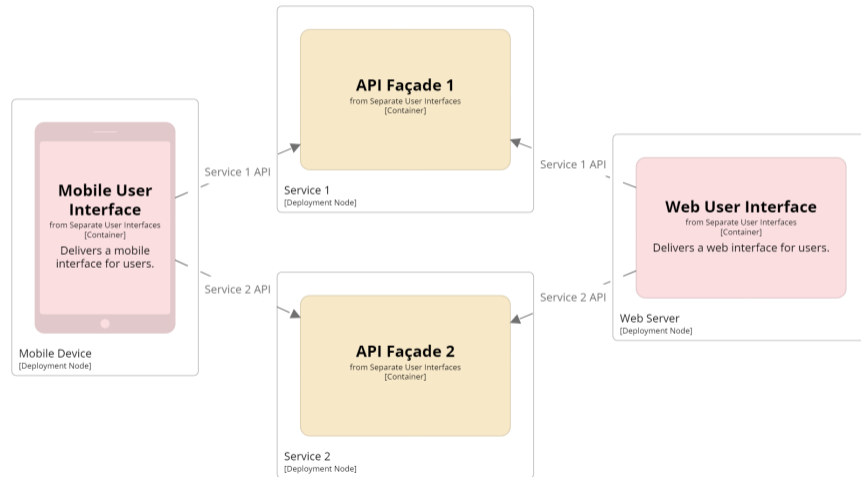 API Façade 1
from Separate User Interfaces
[Container]
Service 1
[Deployment Node]
Mobile User
Interface
from Separate User Interfaces
[Container]
Delivers a mobile
interface for users.
Mobile Device
[Deployment Node]
Service 1 API
Service 2 API
Service 1 API
Service 2 API
Web User Interface
from Separate User Interfaces
[Container]
Delivers a web interface for users.
Web Server
[Deployment Node]
API Façade 2
from Separate User Interfaces
[Container]
Service 2
[Deployment Node]